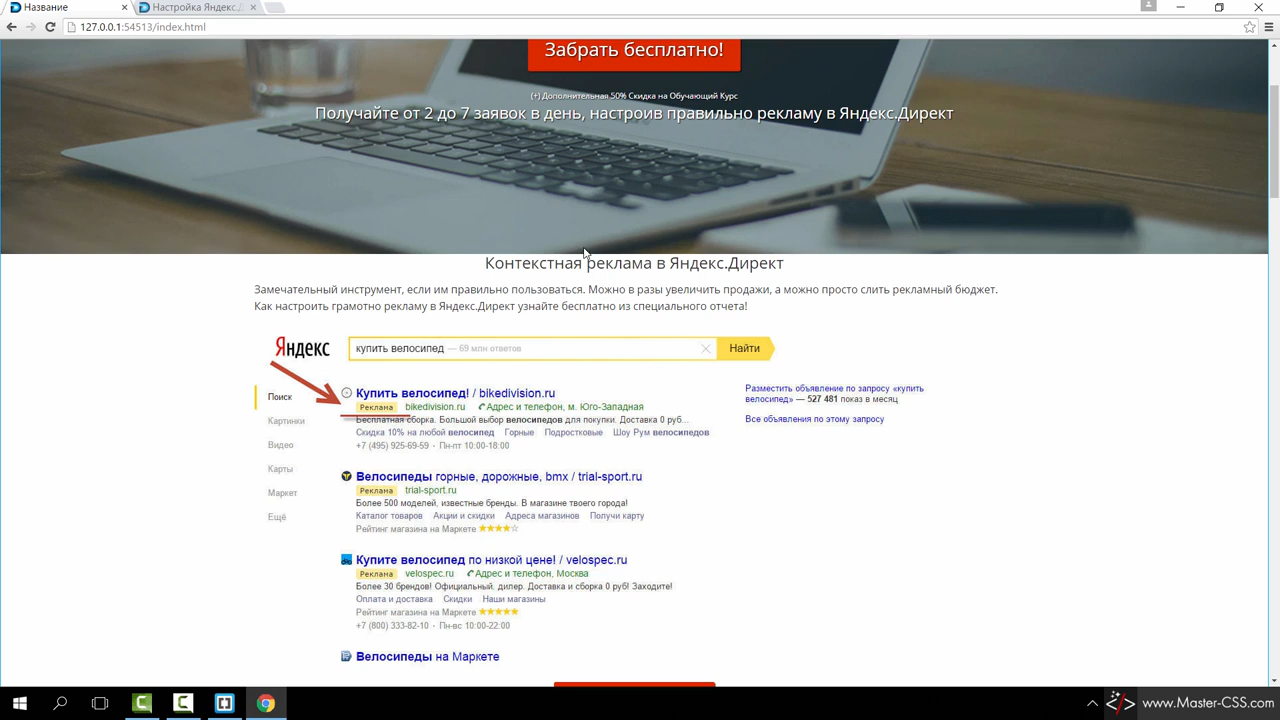 Название
Настройка Яндекс.Д
127.0.0.1:54513/index.html
Забрать бесплатно!
(+) Дополнительная 50% Скидка на Обучающий Курс
Получайте от 2 до 7 заявок в день, настроив правильно рекламу в Яндекс.Директ
Контекстная реклама в Яндекс.Директ
Замечательный инструмент, если им правильно пользоваться. Можно в разы увеличить продажи, а можно просто слить рекламный бюджет.
Как настроить грамотно рекламу в Яндекс.Директ узнайте бесплатно из специального отчета!
Яндекс
купить велосипед — 69 млн ответов
Найти
Поиск
Картинки
Видео
Карты
Маркет
Ещё
Купить велосипед! / bikedivision.ru
Реклама bikedivision.ru Адрес и телефон, м. Юго-Западная
Бесплатная сборка. Большой выбор велосипедов для покупки. Доставка 0 руб...
Скидка 10% на любой велосипед Горные Подростковые Шоу Рум велосипедов
+7 (495) 925-69-59 · Пн-пт 10:00-18:00
Велосипеды горные, дорожные, bmx / trial-sport.ru
Реклама trial-sport.ru
Более 500 моделей, известные бренды. В магазине твоего города!
Каталог товаров Акции и скидки Адреса магазинов Получи карту
Рейтинг магазина на Маркете
Купите велосипед по низкой цене! / velospec.ru
Реклама velospec.ru Адрес и телефон, Москва
Более 30 брендов! Официальный. дилер. Доставка и сборка 0 руб! Заходите!
Оплата и доставка Скидки Наши магазины
Рейтинг магазина на Маркете
+7 (800) 333-82-10 · Пн-вс 10:00-22:00
Велосипеды на Маркете
Разместить объявление по запросу «купить
велосипед» — 527 481 показ в месяц
Все объявления по этому запросу
www.Master-CSS.com